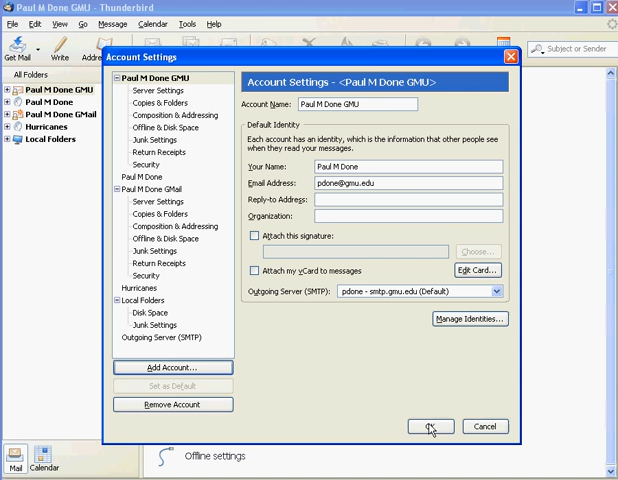 Paul M Done GMU - Thunderbird
File Edit View Go Message Calendar Tools Help
Get Mail Write Addre
Subject or Sender
All Folders
Paul M Done GMU
Paul M Done
Paul M Done GMail
Hurricanes
Local Folders
Account Settings
Paul M Done GMU
Server Settings
Copies & Folders
Composition & Addressing
Offline & Disk Space
Junk Settings
Return Receipts
Security
Paul M Done
Paul M Done GMail
Server Settings
Copies & Folders
Composition & Addressing
Offline & Disk Space
Junk Settings
Return Receipts
Security
Hurricanes
Local Folders
Disk Space
Junk Settings
Outgoing Server (SMTP)
Add Account...
Set as Default
Remove Account
Account Settings - <Paul M Done GMU>
Account Name: Paul M Done GMU
Default Identity
Each account has an identity, which is the information that other people see
when they read your messages.
Your Name: Paul M Done
Email Address: pdone@gmu.edu
Reply-to Address:
Organization:
Attach this signature:
Choose...
Attach my vCard to messages
Edit Card...
Outgoing Server (SMTP): pdone - smtp.gmu.edu (Default)
Manage Identities...
OK Cancel
Mail Calendar
Offline settings